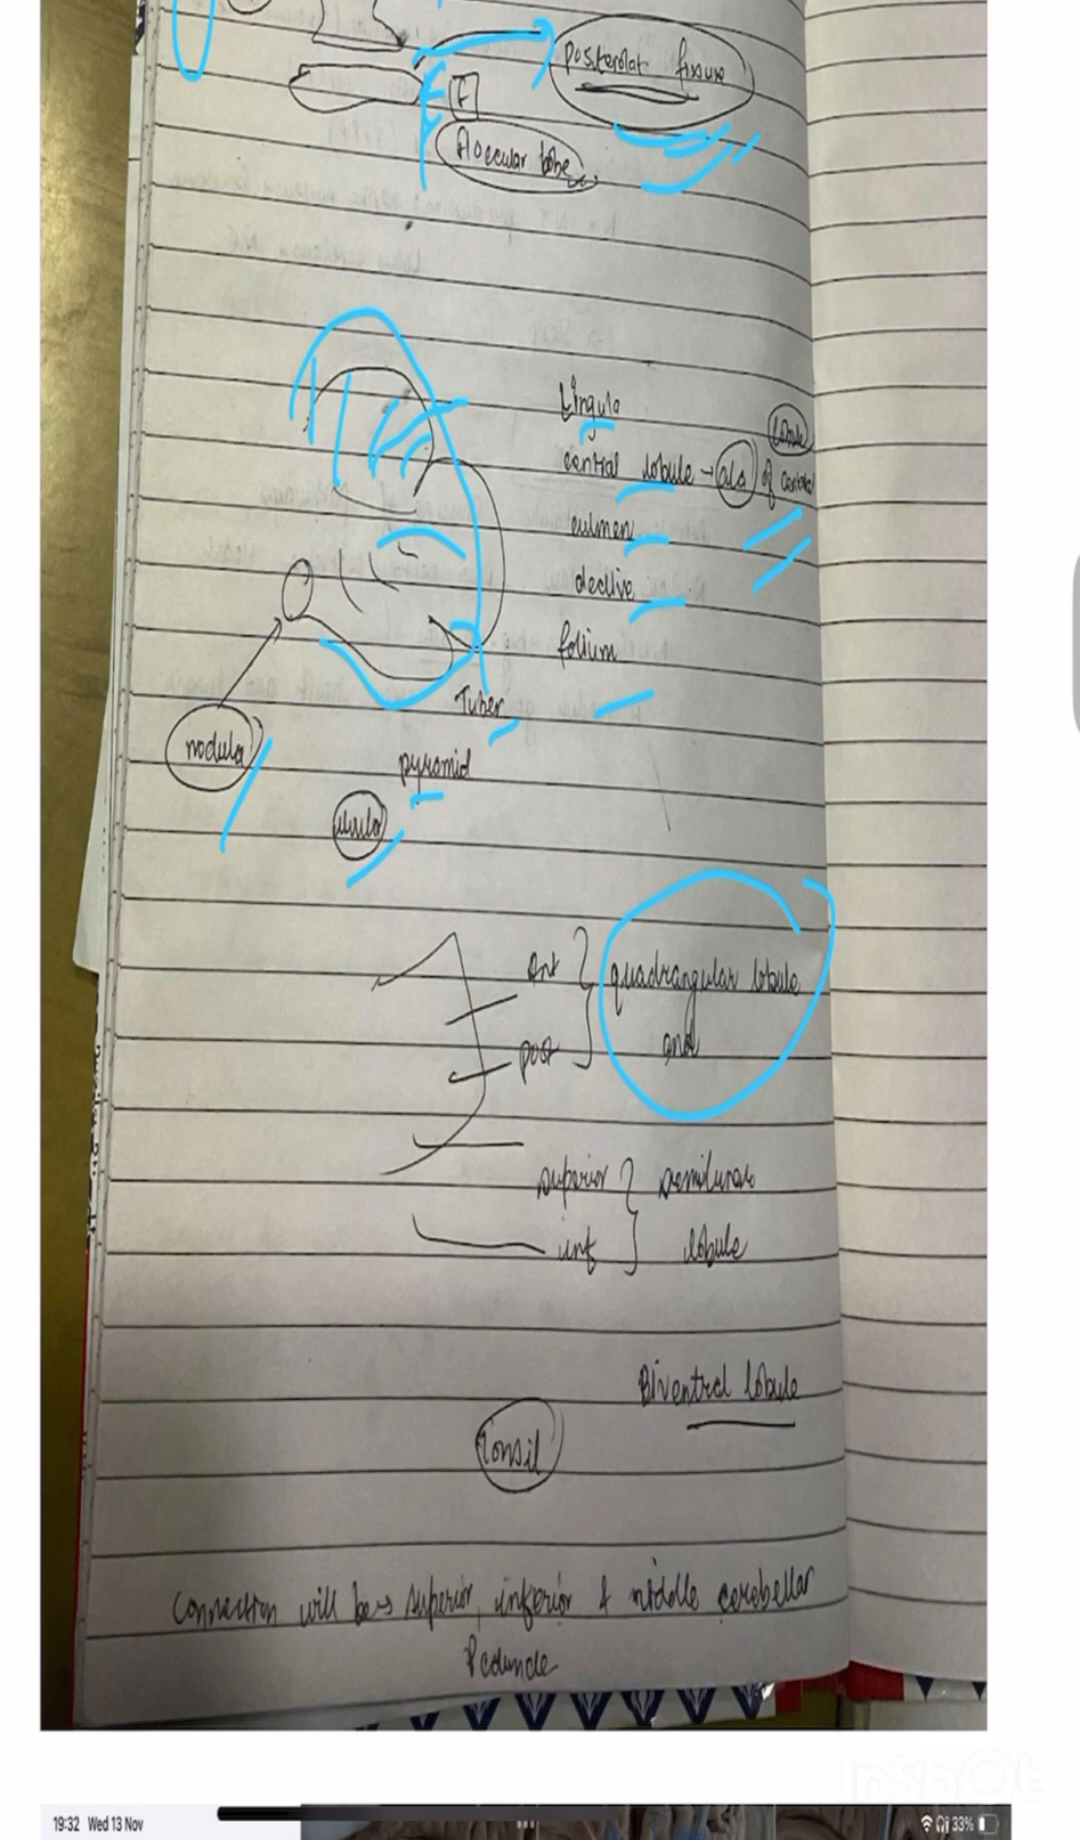 posterolat fissure
F
floccular lobe
Lingula
Lobule
central lobule → ala of central
culmen
declive
folium
Tuber
nodula
pyramid
uvula
Ant
quadrangular lobule
and
post
superior
semilunar
inf
lobule
Biventral lobule
Tonsil
Connection will be → superior, inferior & middle cerebellar
Peduncle
InShOt
19:32 Wed 13 Nov
33%